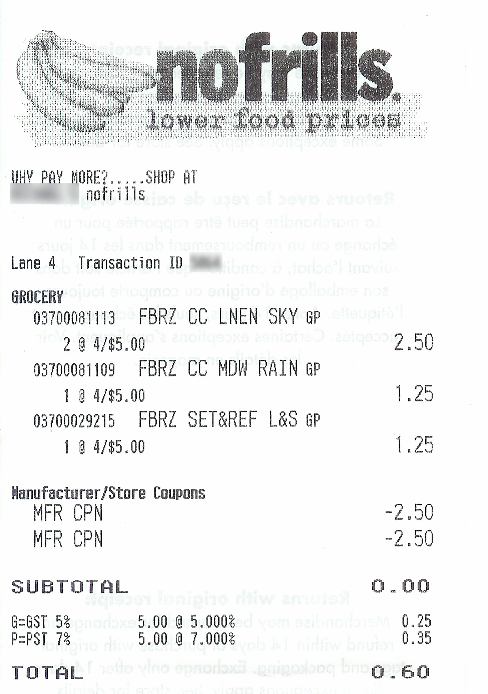 nofrills.
lower food prices
WHY PAY MORE?.....SHOP AT
nofrills
Lane 4 Transaction ID
GROCERY
03700081113 FBRZ CC LNEN SKY GP
2 @ 4/$5.00 2.50
03700081109 FBRZ CC MDW RAIN GP
1 @ 4/$5.00 1.25
03700029215 FBRZ SET&REF L&S GP
1 @ 4/$5.00 1.25
Manufacturer/Store Coupons
MFR CPN -2.50
MFR CPN -2.50
SUBTOTAL 0.00
G=GST 5% 5.00 @ 5.000% 0.25
P=PST 7% 5.00 @ 7.000% 0.35
TOTAL 0.60